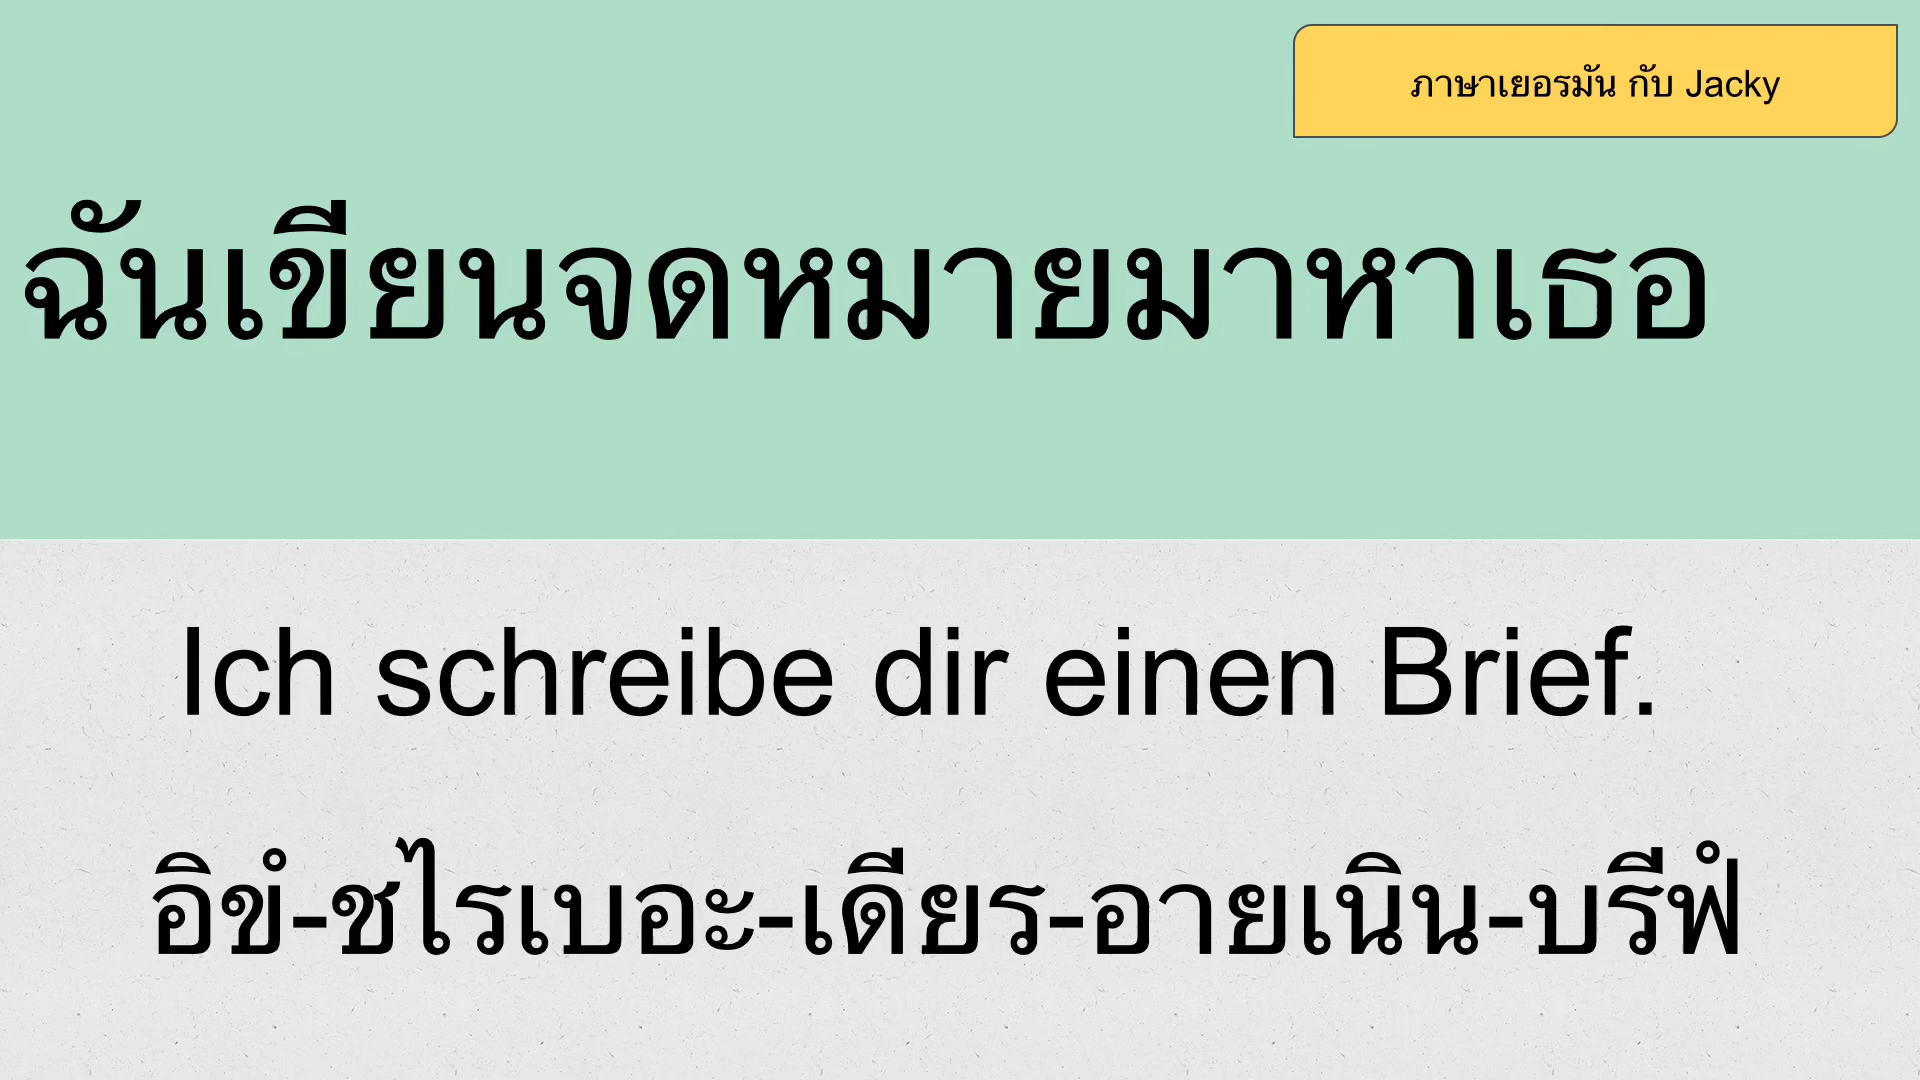 ภาษาเยอรมัน กับ Jacky
ฉันเขียนจดหมายมาหาเธอ
Ich schreibe dir einen Brief.
อิขํ-ชไรเบอะ-เดียร-อายเนิน-บรีฟํ